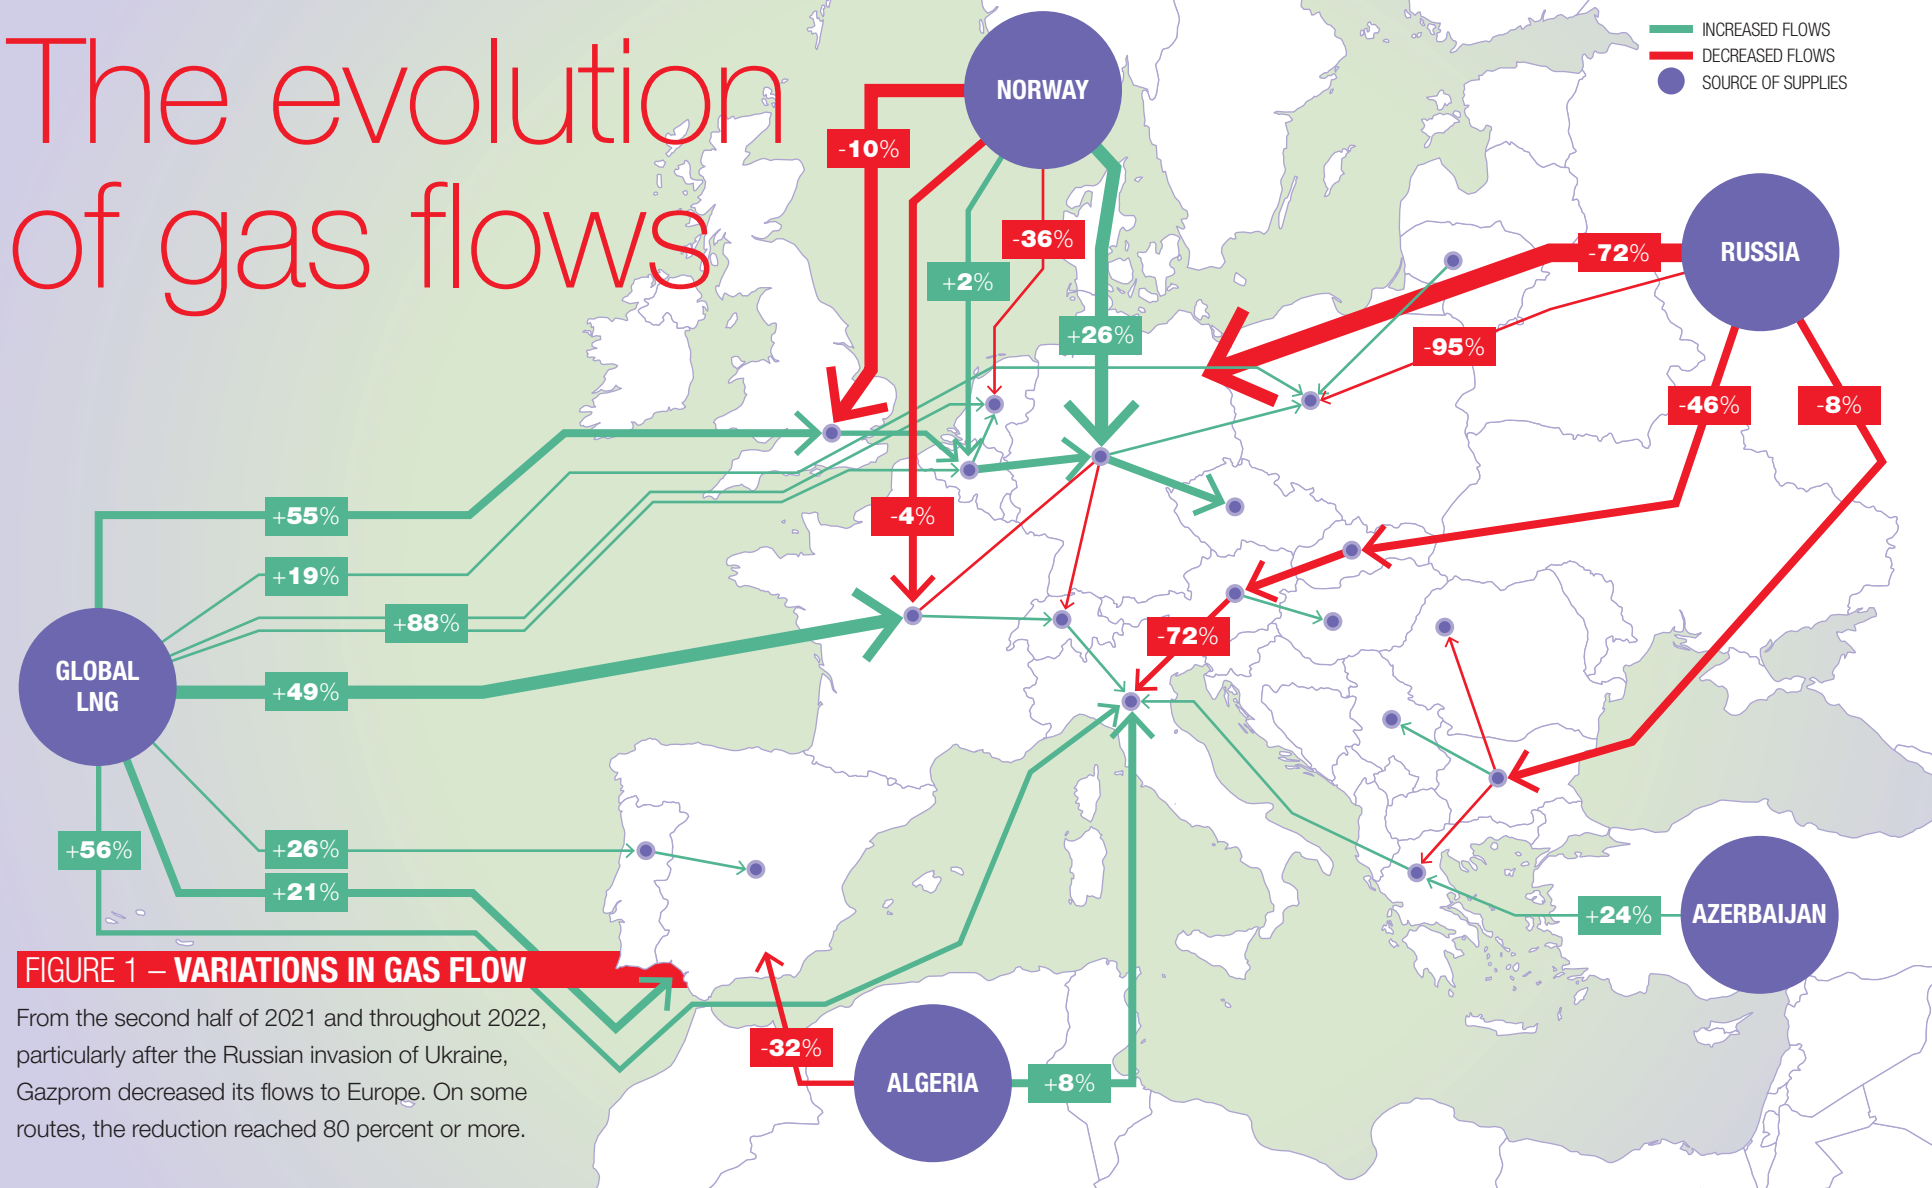 The evolution
of gas flows
INCREASED FLOWS
DECREASED FLOWS
SOURCE OF SUPPLIES
NORWAY
-10%
-36%
+2%
+26%
-4%
RUSSIA
-72%
-95%
-46%
-8%
-72%
GLOBAL
LNG
+55%
+19%
+88%
+49%
+56%
+26%
+21%
AZERBAIJAN
+24%
ALGERIA
-32%
+8%
FIGURE 1 – VARIATIONS IN GAS FLOW
From the second half of 2021 and throughout 2022,
particularly after the Russian invasion of Ukraine,
Gazprom decreased its flows to Europe. On some
routes, the reduction reached 80 percent or more.